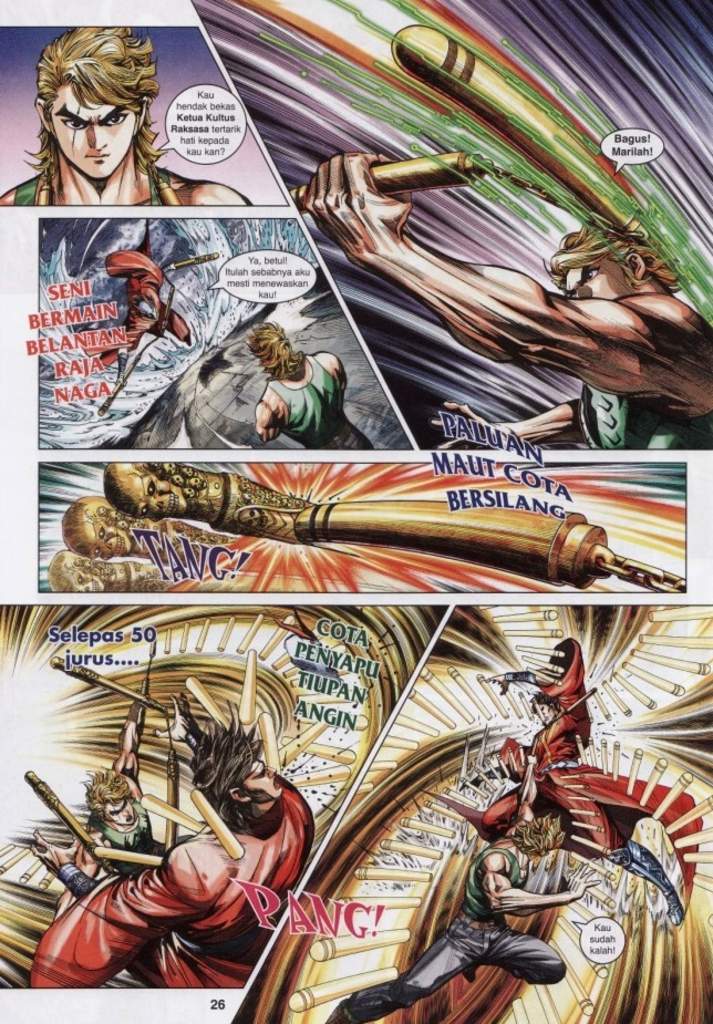 Kau
hendak bekas
Ketua Kultus
Raksasa tertarik
hati kepada
kau kan?
Bagus!
Marilah!
Ya, betul!
Itulah sebabnya aku
mesti menewaskan
kau!
SENI
BERMAIN
BELANTAN
RAJA
NAGA
PALUAN
MAUT COTA
BERSILANG
TANG!
Selepas 50
jurus....
COTA
PENYAPU
TIUPAN
ANGIN
PANG!
Kau
sudah
kalah!
26